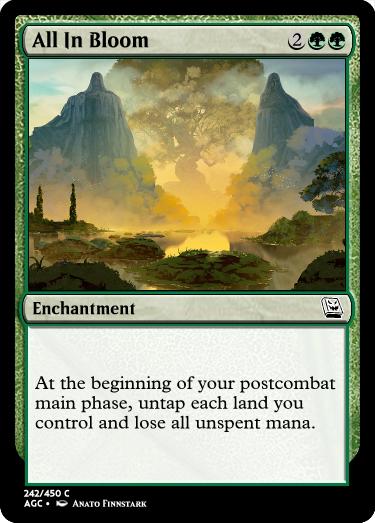 All In Bloom 2
Enchantment
At the beginning of your postcombat
main phase, untap each land you
control and lose all unspent mana.
242/450 C
AGC • Anato Finnstark